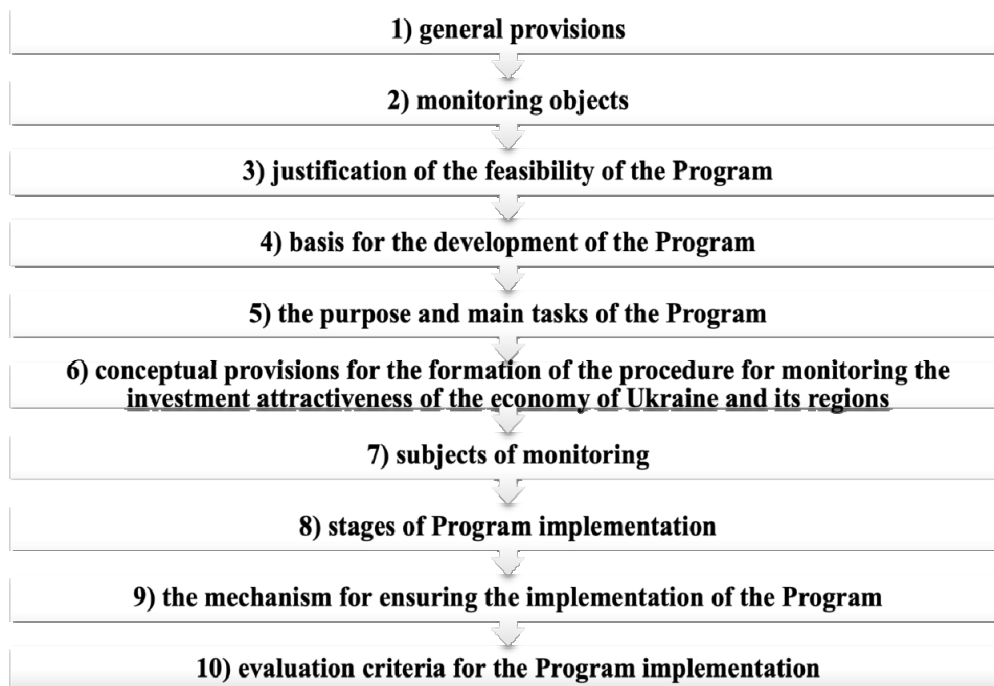 1) general provisions
2) monitoring objects
3) justification of the feasibility of the Program
4) basis for the development of the Program
5) the purpose and main tasks of the Program
6) conceptual provisions for the formation of the procedure for monitoring the
investment attractiveness of the economy of Ukraine and its regions
7) subjects of monitoring
8) stages of Program implementation
9) the mechanism for ensuring the implementation of the Program
10) evaluation criteria for the Program implementation